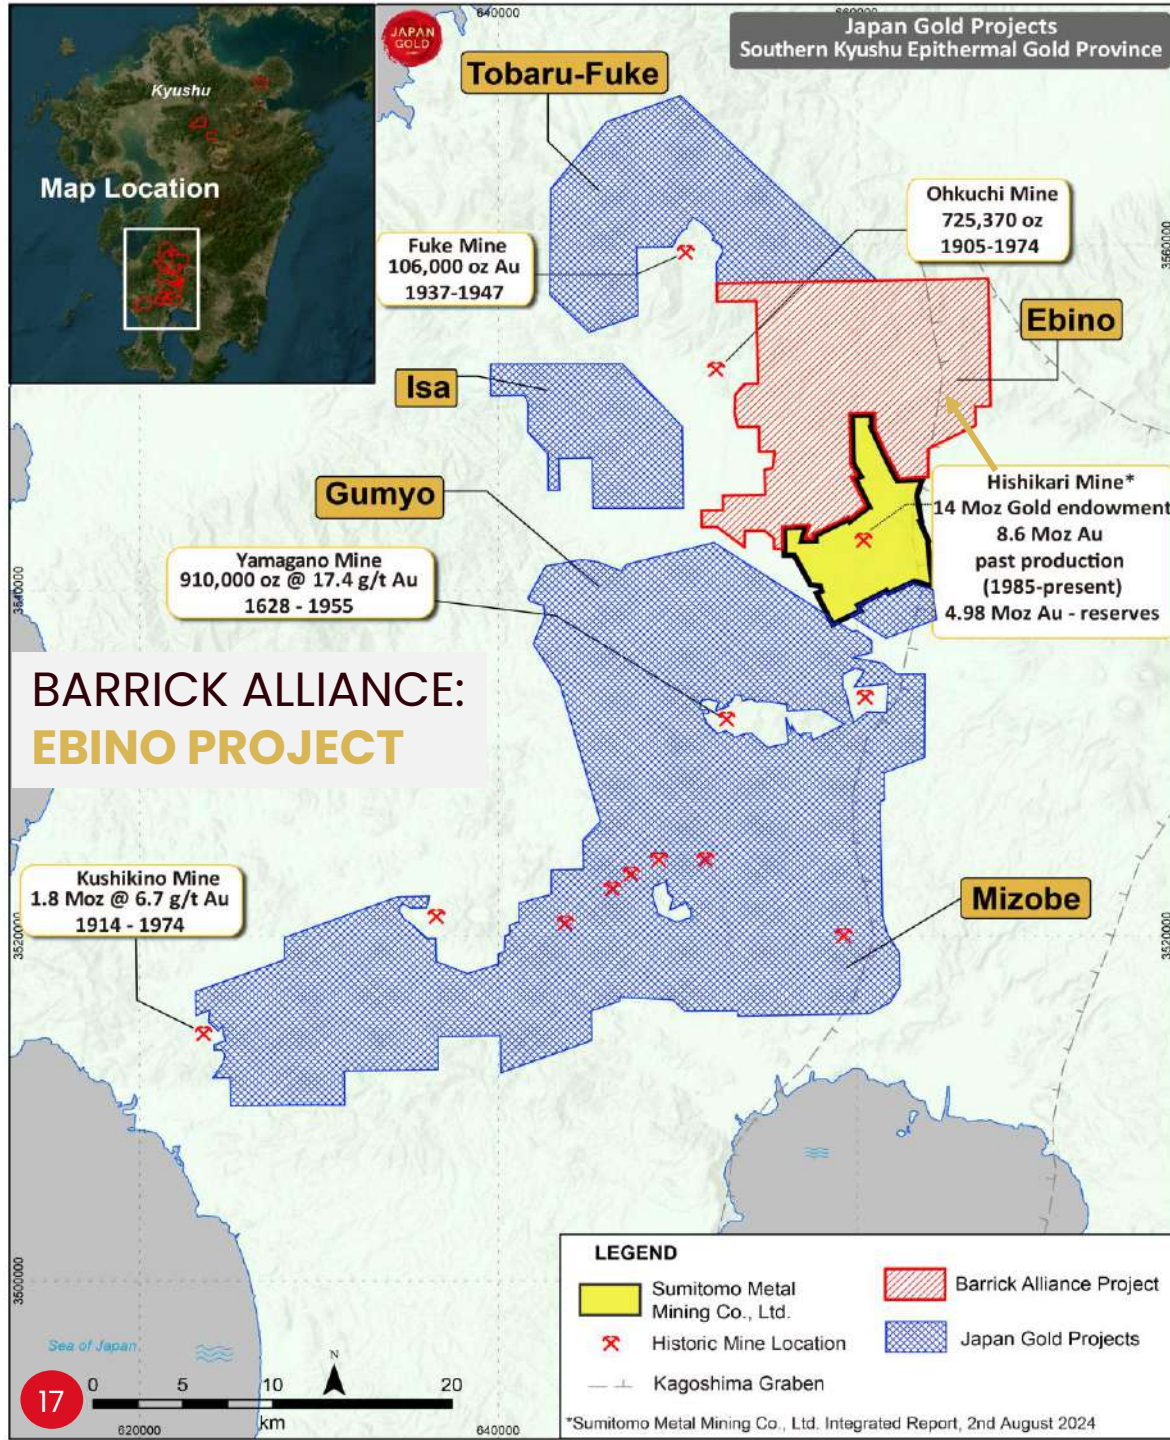 JAPAN
GOLD
640000
660000
Japan Gold Projects
Southern Kyushu Epithermal Gold Province
Kyushu
Map Location
Tobaru-Fuke
Ohkuchi Mine
725,370 oz
1905-1974
Fuke Mine
106,000 oz Au
1937-1947
3560000
Ebino
Isa
Gumyo
Hishikari Mine*
14 Moz Gold endowment
8.6 Moz Au
past production
(1985-present)
4.98 Moz Au - reserves
Yamagano Mine
910,000 oz @ 17.4 g/t Au
1628 - 1955
3540000
BARRICK ALLIANCE:
EBINO PROJECT
Kushikino Mine
1.8 Moz @ 6.7 g/t Au
1914 - 1974
Mizobe
3520000
3520000
3500000
LEGEND
Sumitomo Metal
Mining Co., Ltd.
Barrick Alliance Project
Historic Mine Location
Japan Gold Projects
Kagoshima Graben
*Sumitomo Metal Mining Co., Ltd. Integrated Report, 2nd August 2024
Sea of Japan
N
17
0 5 10 20
km
620000
640000